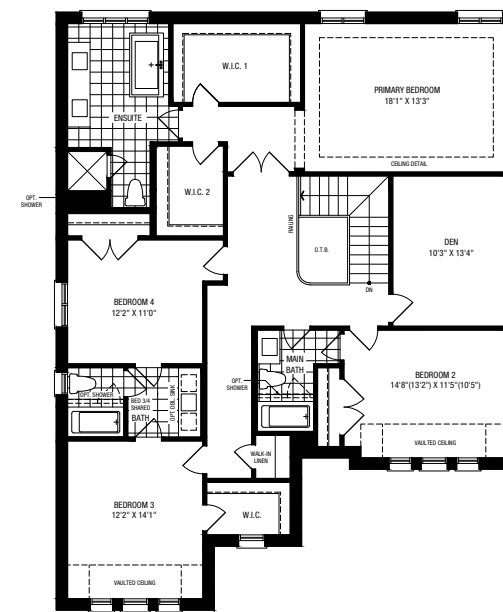 W.I.C. 1
PRIMARY BEDROOM
18'1" X 13'3"
CEILING DETAIL
ENSUITE
OPT.
SHOWER
W.I.C. 2
RAILING
O.T.B.
DN
DEN
10'3" X 13'4"
BEDROOM 4
12'2" X 11'0"
MAIN
BATH
OPT.
SHOWER
BEDROOM 2
14'8"(13'2") X 11'5"(10'5")
VAULTED CEILING
OPT. SHOWER
BED 3/4
SHARED
BATH
OPT DBL SINK
WALK-IN
LINEN
BEDROOM 3
12'2" X 14'1"
W.I.C.
VAULTED CEILING